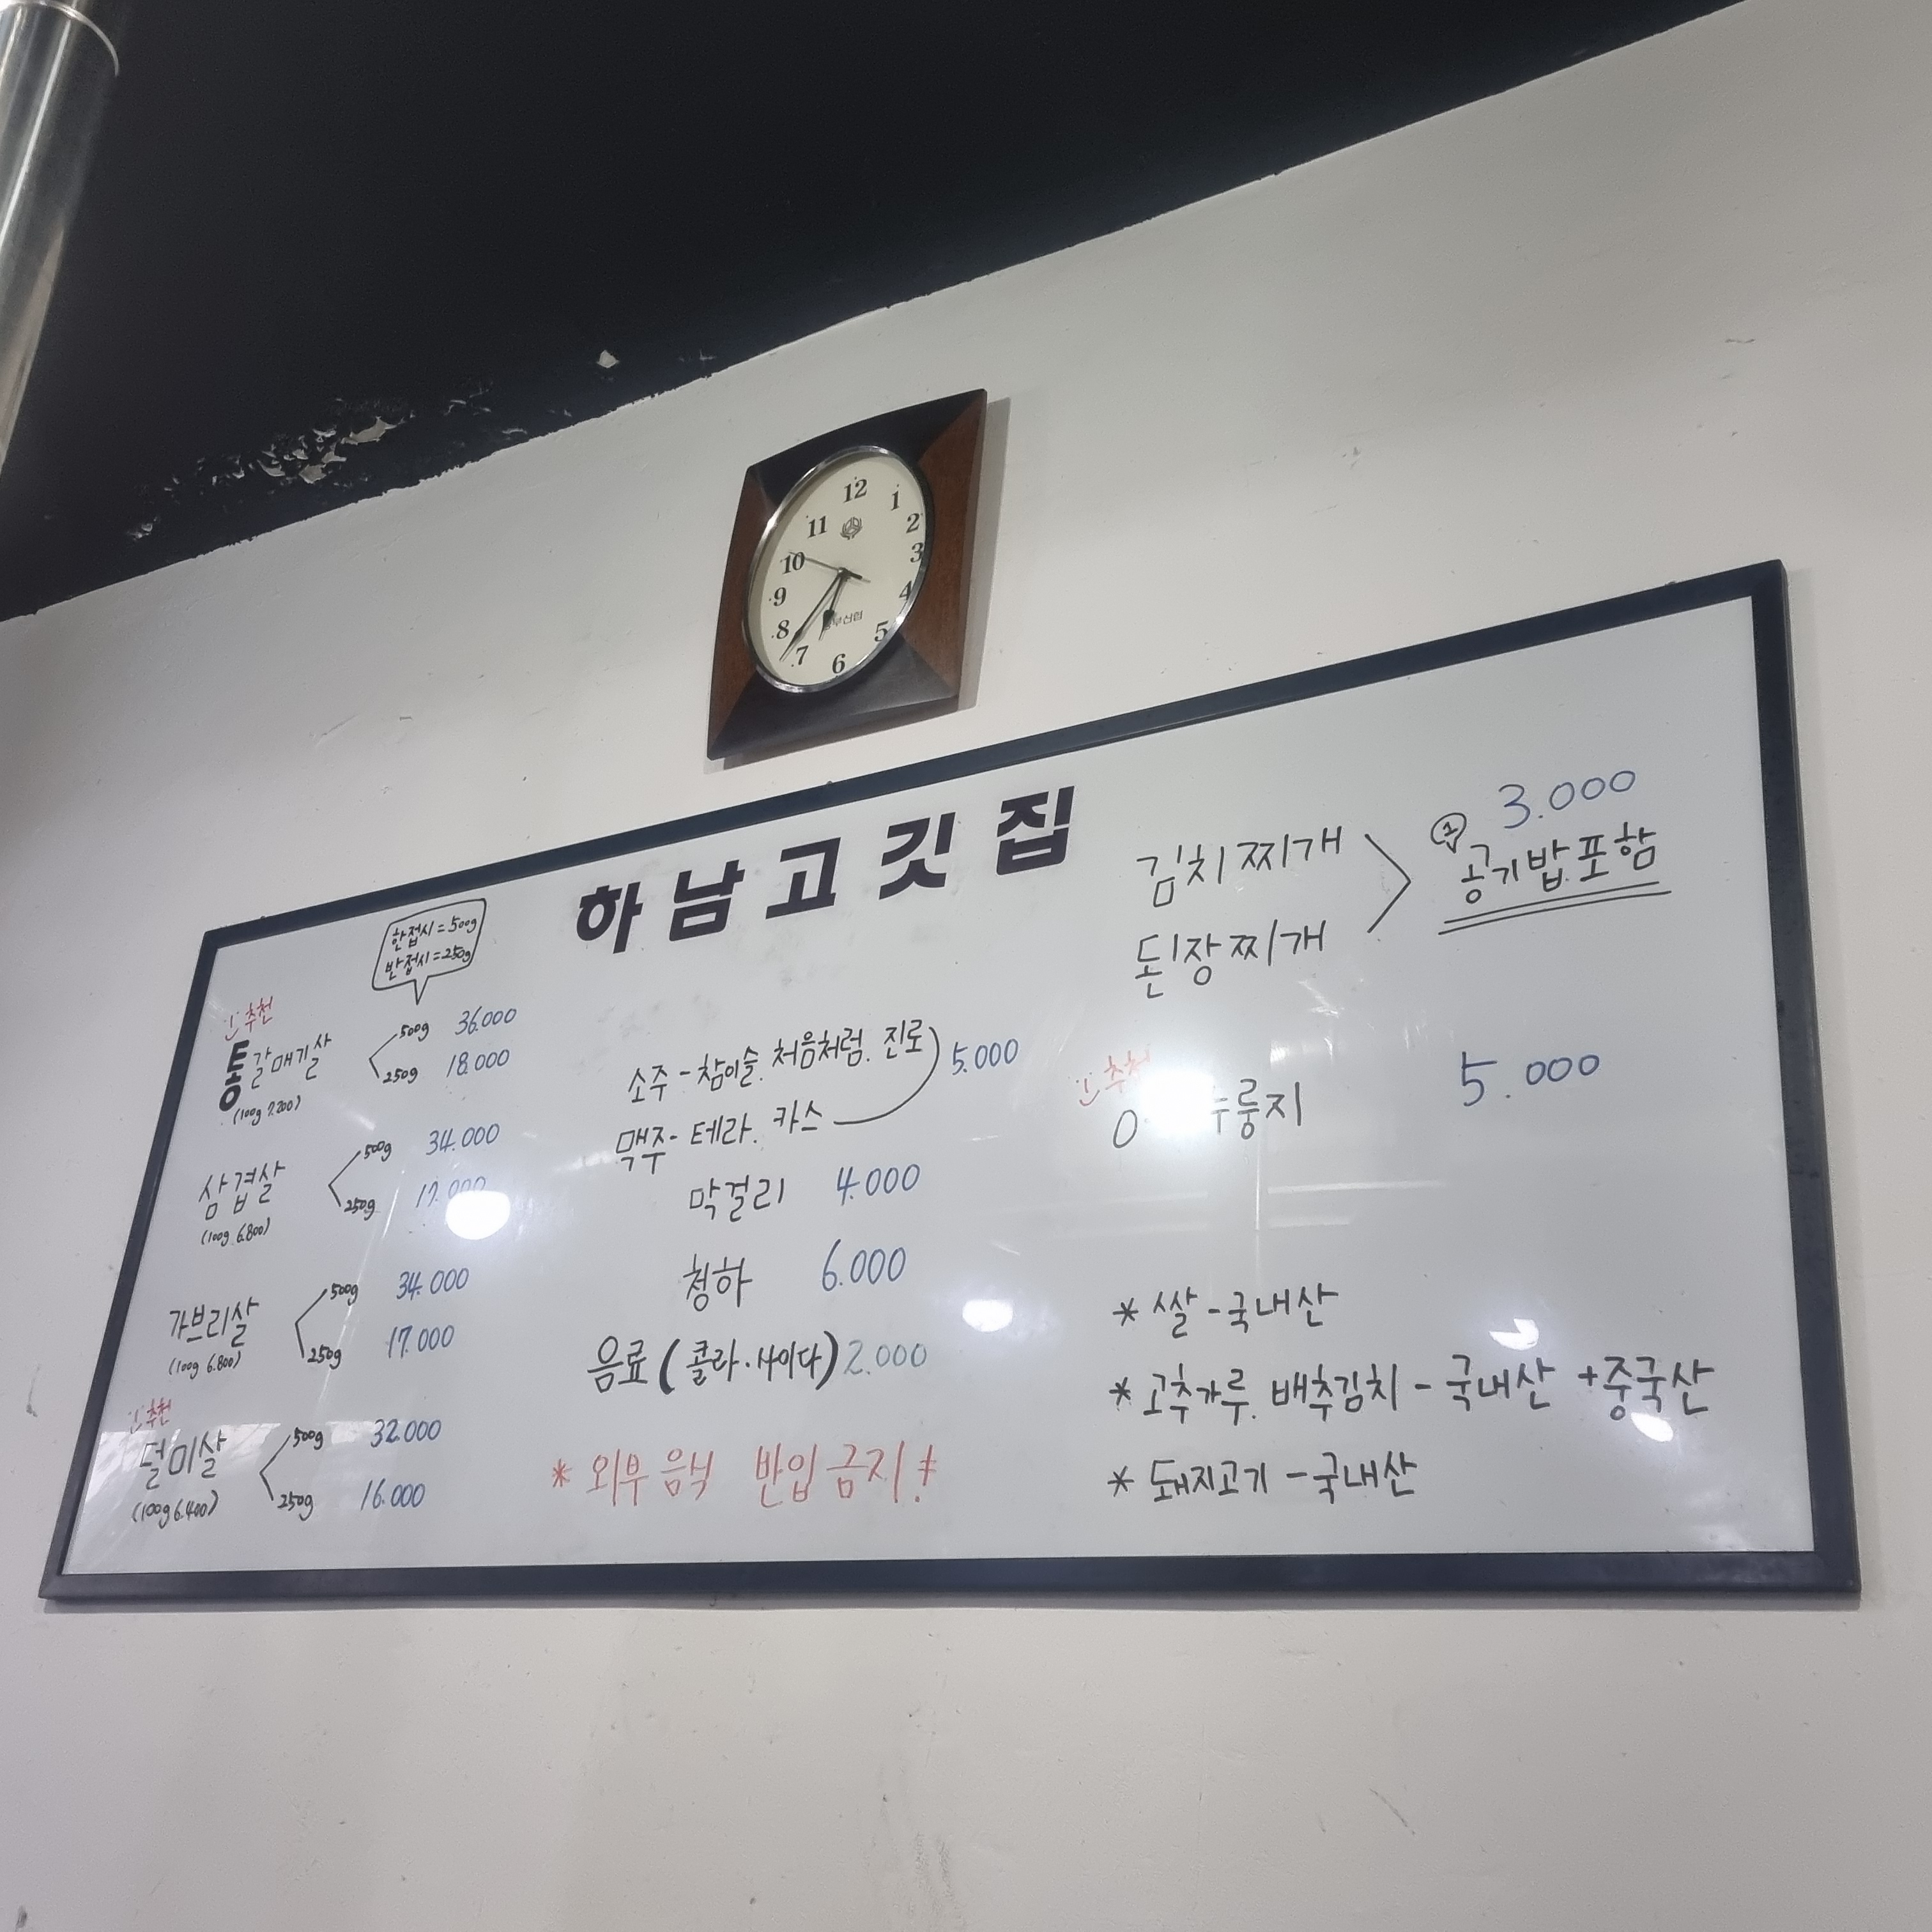 12
1
2
3
4
5
6
7
8
9
10
11
하남고깃집
한접시=500g
반접시=250g
추천
통갈매기살
(100g 7.200)
500g 36.000
250g 18.000
삼겹살
(100g 6.800)
500g 34.000
250g 17.000
가브리살
(100g 6.800)
500g 34.000
250g 17.000
추천
덜미살
(100g 6.400)
500g 32.000
250g 16.000
소주 - 참이슬. 처음처럼. 진로
맥주 - 테라. 카스
5.000
막걸리 4.000
청하 6.000
음료 (콜라·사이다) 2.000
* 외부 음식 반입 금지!
김치찌개
된장찌개
3.000
공기밥 포함
추천
룽지 5.000
* 쌀 - 국내산
* 고추가루. 배추김치 - 국내산 + 중국산
* 돼지고기 - 국내산